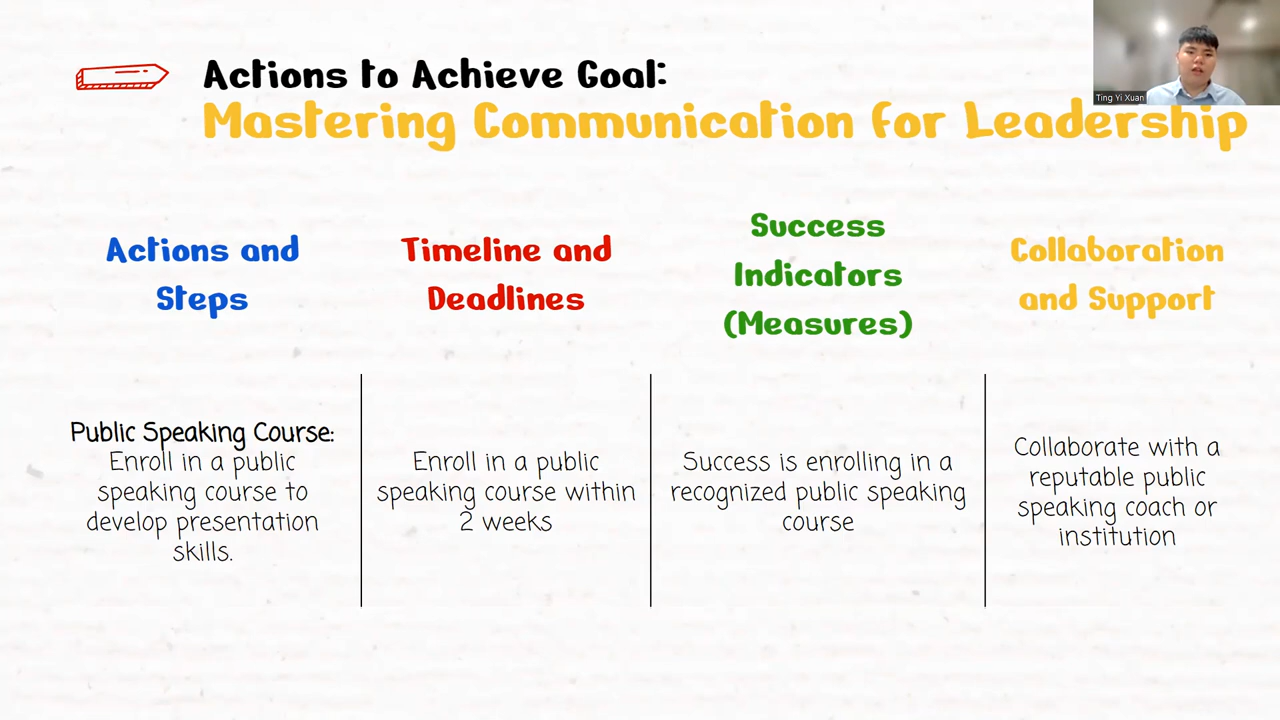 Actions to Achieve Goal:
Mastering Communication for Leadership
Ting Yi Xuan
Actions and
Steps
Timeline and
Deadlines
Success
Indicators
(Measures)
Collaboration
and Support
Public Speaking Course:
Enroll in a public
speaking course to
develop presentation
skills.
Enroll in a public
speaking course within
2 weeks
Success is enrolling in a
recognized public speaking
course
Collaborate with a
reputable public
speaking coach or
institution